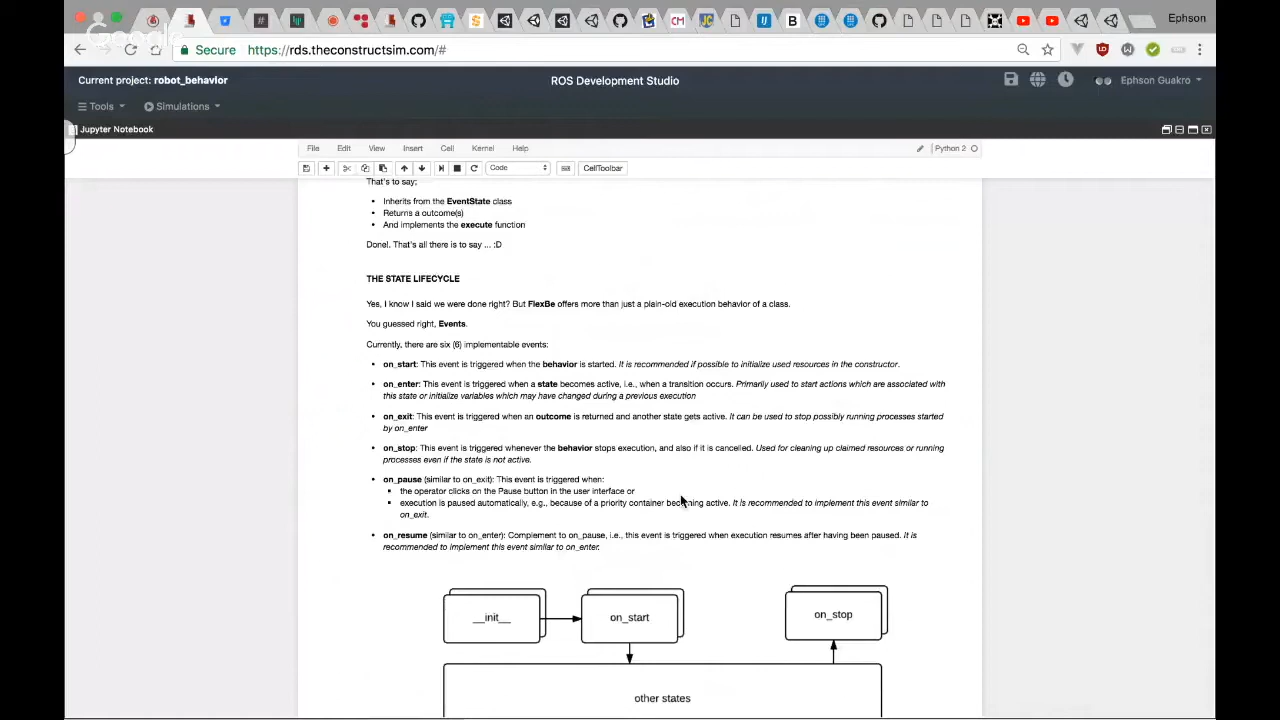 Ephson
Google
Secure https://rds.theconstructsim.com/#
Current project: robot_behavior
ROS Development Studio
Ephson Guakro
Tools
Simulations
Jupyter Notebook
File Edit View Insert Cell Kernel Help
Python 2
Code
CellToolbar
That's to say;
• Inherits from the EventState class
• Returns a outcome(s)
• And implements the execute function
Done!. That's all there is to say ... :D
THE STATE LIFECYCLE
Yes, I know I said we were done right? But FlexBe offers more than just a plain-old execution behavior of a class.
You guessed right, Events.
Currently, there are six (6) implementable events:
• on_start: This event is triggered when the behavior is started. It is recommended if possible to initialize used resources in the constructor.
• on_enter: This event is triggered when a state becomes active, i.e., when a transition occurs. Primarily used to start actions which are associated with
this state or initialize variables which may have changed during a previous execution
• on_exit: This event is triggered when an outcome is returned and another state gets active. It can be used to stop possibly running processes started
by on_enter
• on_stop: This event is triggered whenever the behavior stops execution, and also if it is cancelled. Used for cleaning up claimed resources or running
processes even if the state is not active.
• on_pause (similar to on_exit): This event is triggered when:
▪ the operator clicks on the Pause button in the user interface or
▪ execution is paused automatically, e.g., because of a priority container becoming active. It is recommended to implement this event similar to
on_exit.
• on_resume (similar to on_enter): Complement to on_pause, i.e., this event is triggered when execution resumes after having been paused. It is
recommended to implement this event similar to on_enter.
__init__
on_start
on_stop
other states